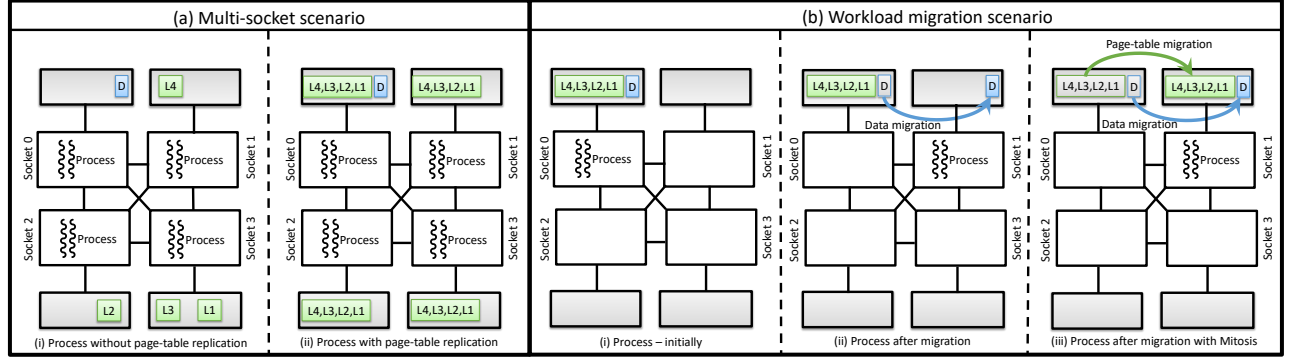 (a) Multi-socket scenario
D
L4
Socket 0
Process
Process
Socket 1
Socket 2
Process
Process
Socket 3
L2
L3
L1
(i) Process without page-table replication
L4,L3,L2,L1
D
L4,L3,L2,L1
Socket 0
Process
Process
Socket 1
Socket 2
Process
Process
Socket 3
L4,L3,L2,L1
L4,L3,L2,L1
(ii) Process with page-table replication
(b) Workload migration scenario
L4,L3,L2,L1
D
Socket 0
Process
Socket 1
Socket 2
Socket 3
(i) Process – initially
L4,L3,L2,L1
D
D
Data migration
Socket 0
Process
Socket 1
Socket 2
Socket 3
(ii) Process after migration
Page-table migration
L4,L3,L2,L1
D
L4,L3,L2,L1
D
Data migration
Socket 0
Process
Socket 1
Socket 2
Socket 3
(iii) Process after migration with Mitosis